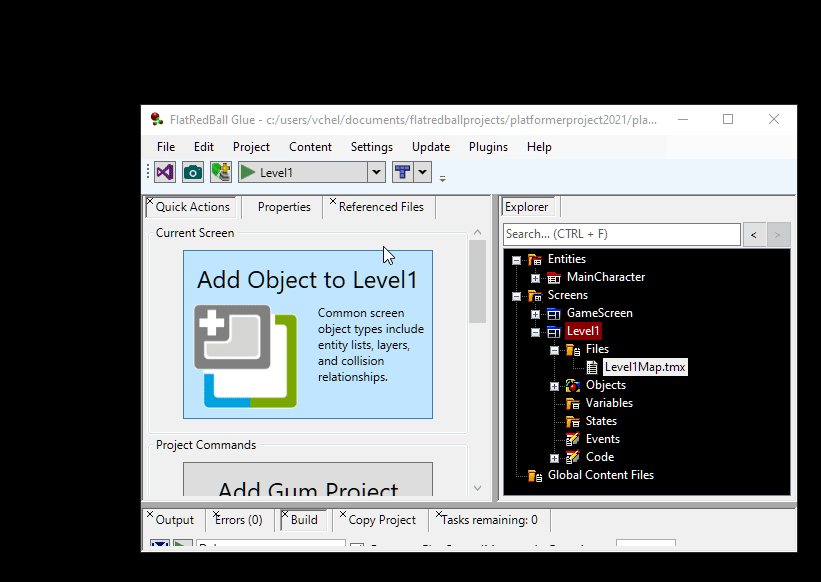 FlatRedBall Glue - c:/users/vchel/documents/flatredballprojects/platformerproject2021/pla...
File Edit Project Content Settings Update Plugins Help
Level1
Quick Actions Properties Referenced Files
Current Screen
Add Object to Level1
Common screen
object types include
entity lists, layers,
and collision
relationships.
Project Commands
Add Gum Project
Explorer
Search... (CTRL + F)
< >
Entities
MainCharacter
Screens
GameScreen
Level1
Files
Level1Map.tmx
Objects
Variables
States
Events
Code
Global Content Files
Output Errors (0) Build Copy Project Tasks remaining: 0